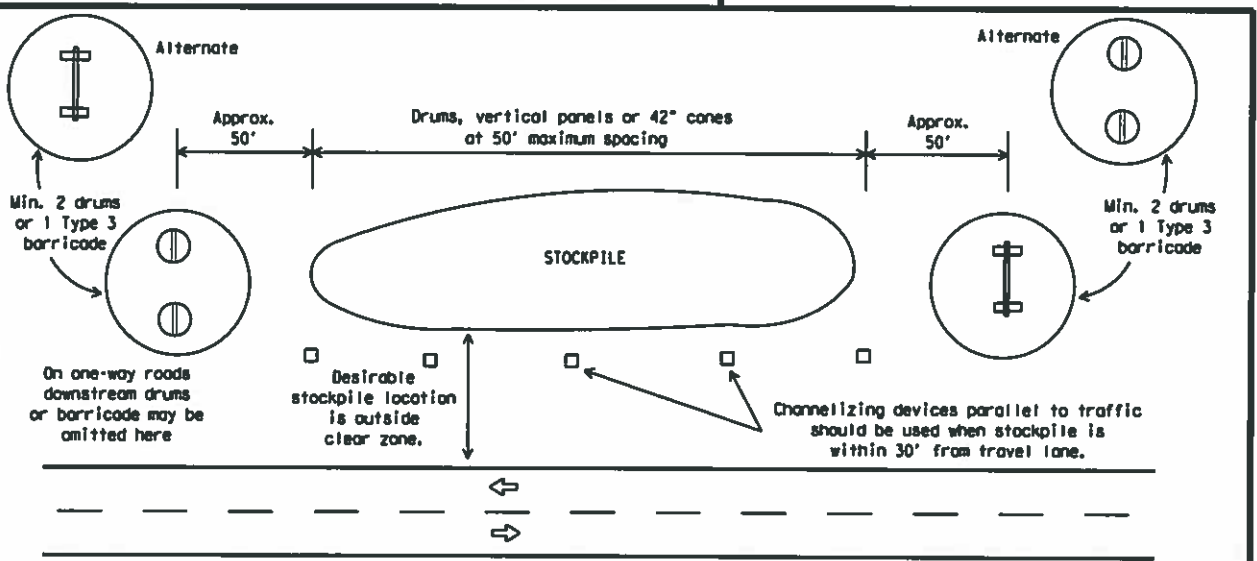 Alternate
Alternate
Approx.
50'
Drums, vertical panels or 42" cones
at 50' maximum spacing
Approx.
50'
Min. 2 drums
or 1 Type 3
barricade
Min. 2 drums
or 1 Type 3
barricade
STOCKPILE
On one-way roads
downstream drums
or barricade may be
omitted here
Desirable
stockpile location
is outside
clear zone.
Channelizing devices parallel to traffic
should be used when stockpile is
within 30' from travel lane.